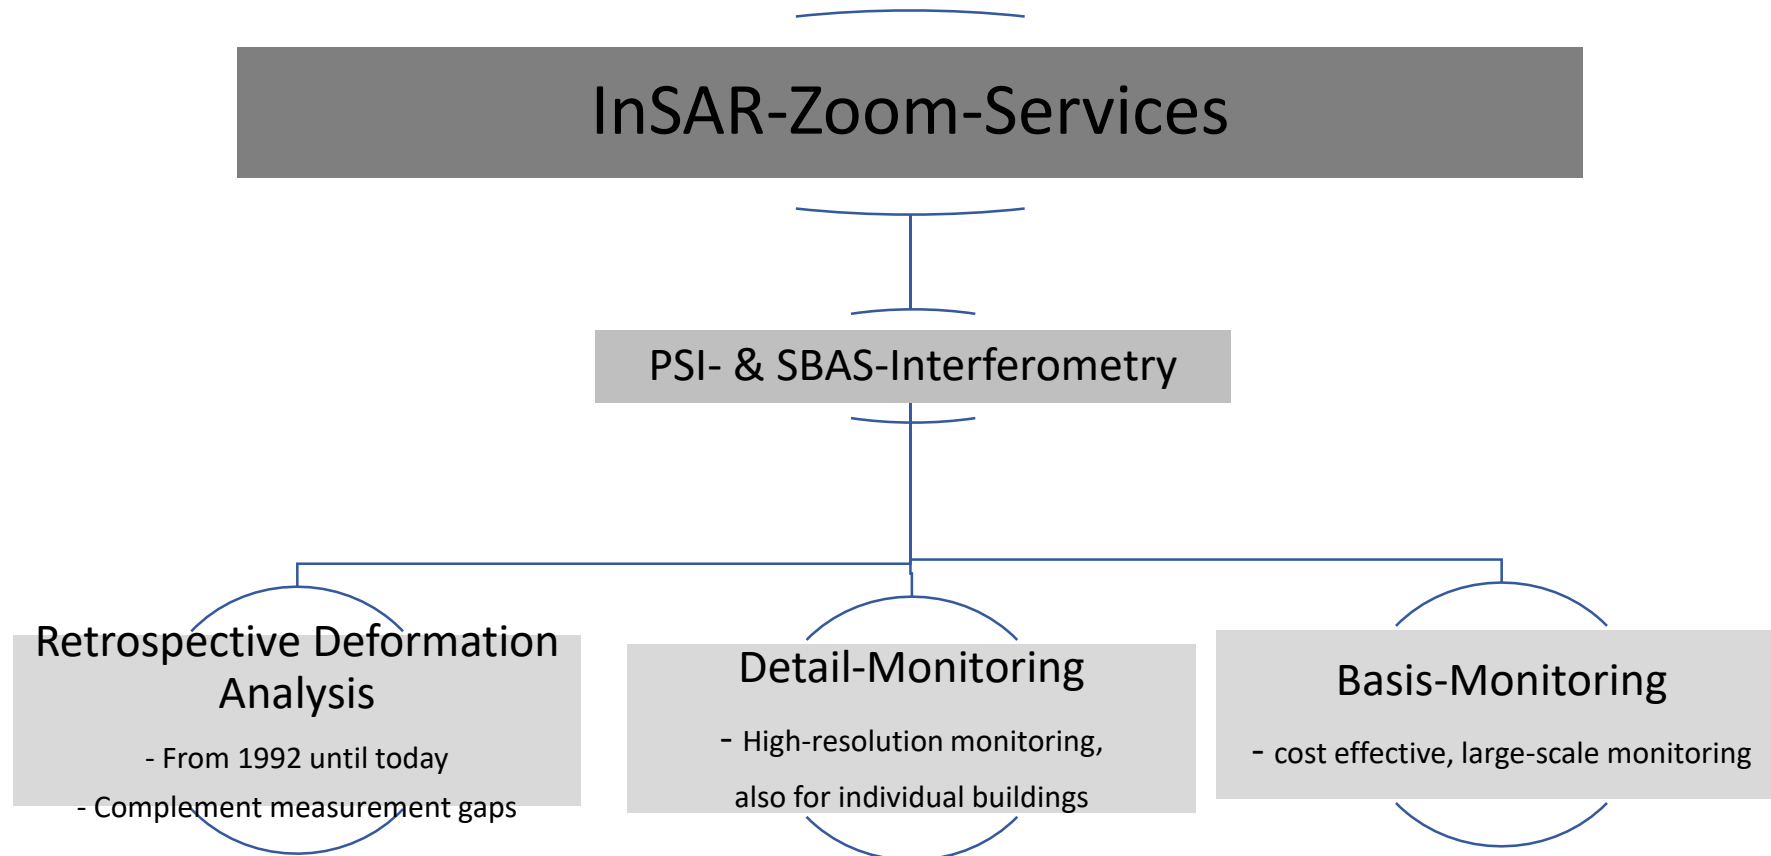 InSAR-Zoom-Services
PSI- & SBAS-Interferometry
Retrospective Deformation
Analysis
- From 1992 until today
- Complement measurement gaps
Detail-Monitoring
- High-resolution monitoring,
also for individual buildings
Basis-Monitoring
- cost effective, large-scale monitoring